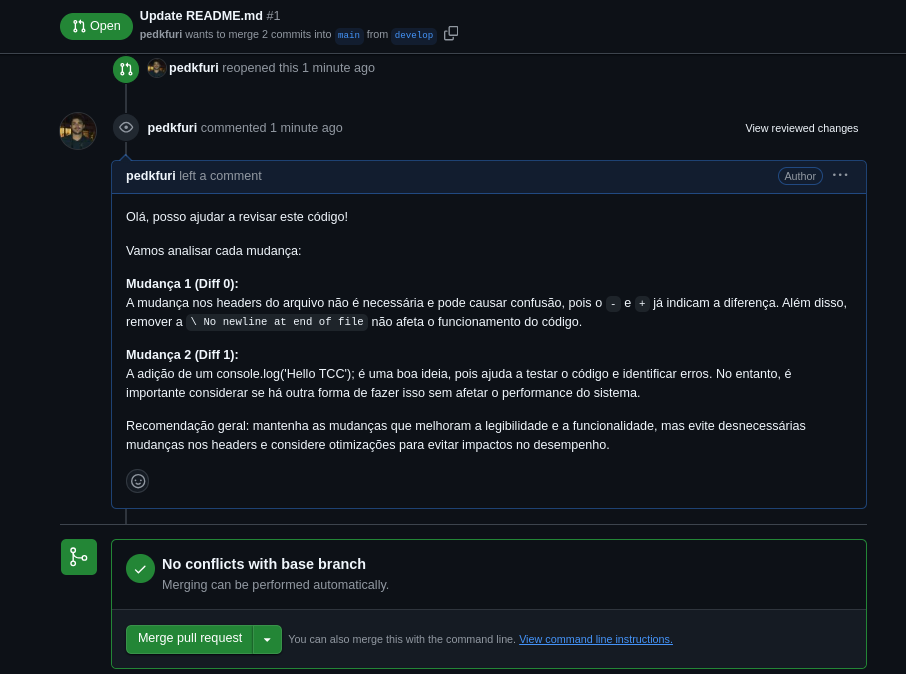 Open
Update README.md #1
pedkfuri wants to merge 2 commits into main from develop
pedkfuri reopened this 1 minute ago
pedkfuri commented 1 minute ago
View reviewed changes
pedkfuri left a comment
Author
Olá, posso ajudar a revisar este código!
Vamos analisar cada mudança:
Mudança 1 (Diff 0):
A mudança nos headers do arquivo não é necessária e pode causar confusão, pois o - e + já indicam a diferença. Além disso,
remover a \ No newline at end of file não afeta o funcionamento do código.
Mudança 2 (Diff 1):
A adição de um console.log('Hello TCC'); é uma boa ideia, pois ajuda a testar o código e identificar erros. No entanto, é
importante considerar se há outra forma de fazer isso sem afetar o performance do sistema.
Recomendação geral: mantenha as mudanças que melhoram a legibilidade e a funcionalidade, mas evite desnecessárias
mudanças nos headers e considere otimizações para evitar impactos no desempenho.
No conflicts with base branch
Merging can be performed automatically.
Merge pull request
You can also merge this with the command line. View command line instructions.